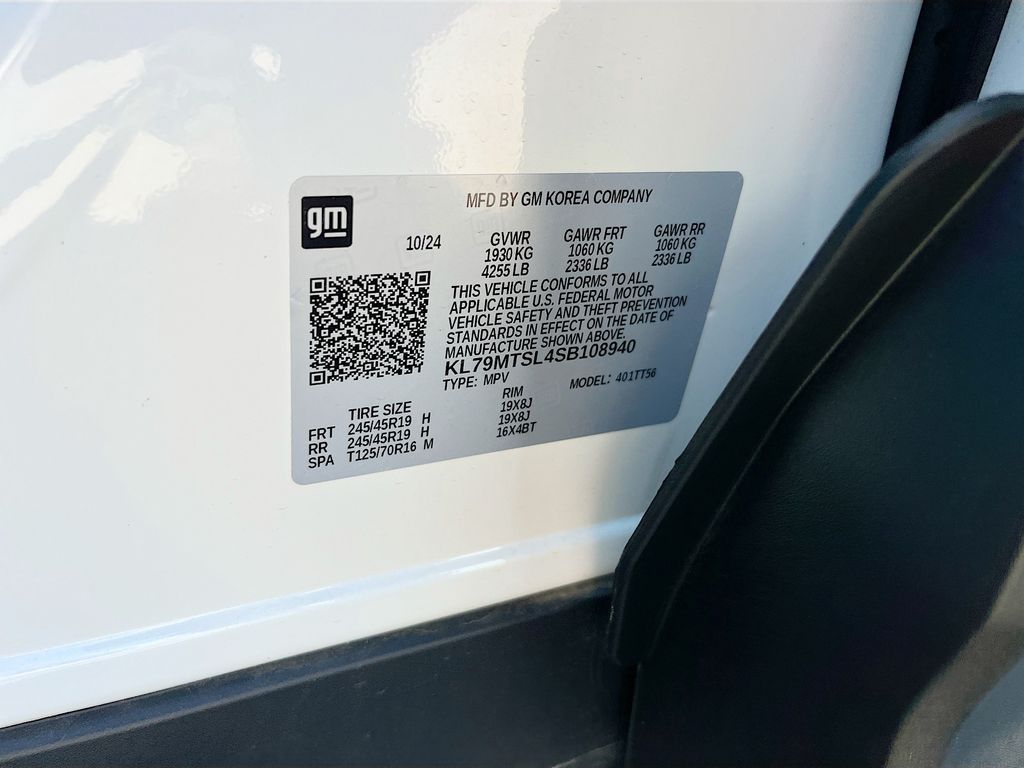 gm
MFD BY GM KOREA COMPANY
10/24 GVWR GAWR FRT GAWR RR
1930 KG 1060 KG 1060 KG
4255 LB 2336 LB 2336 LB
THIS VEHICLE CONFORMS TO ALL
APPLICABLE U.S. FEDERAL MOTOR
VEHICLE SAFETY AND THEFT PREVENTION
STANDARDS IN EFFECT ON THE DATE OF
MANUFACTURE SHOWN ABOVE.
KL79MTSL4SB108940
TYPE: MPV MODEL: 401TT56
TIRE SIZE RIM
FRT 245/45R19 H 19X8J
RR 245/45R19 H 19X8J
SPA T125/70R16 M 16X4BT